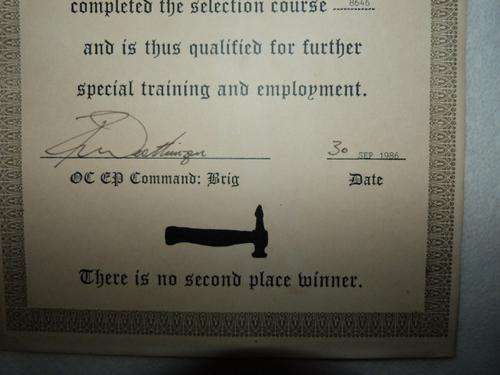 completed the selection course 8646
and is thus qualified for further
special training and employment.
30 SEP 1986
OC EP Command: Brig Date
There is no second place winner.